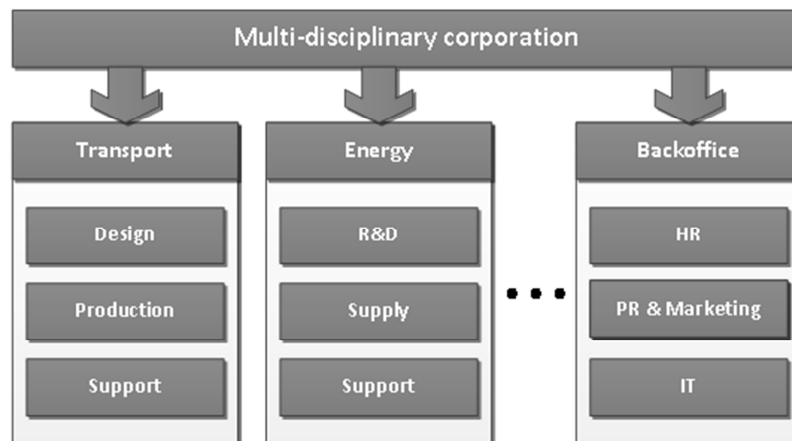 Multi-disciplinary corporation
Transport
Energy
Backoffice
Design
R&D
HR
Production
Supply
PR & Marketing
Support
Support
IT